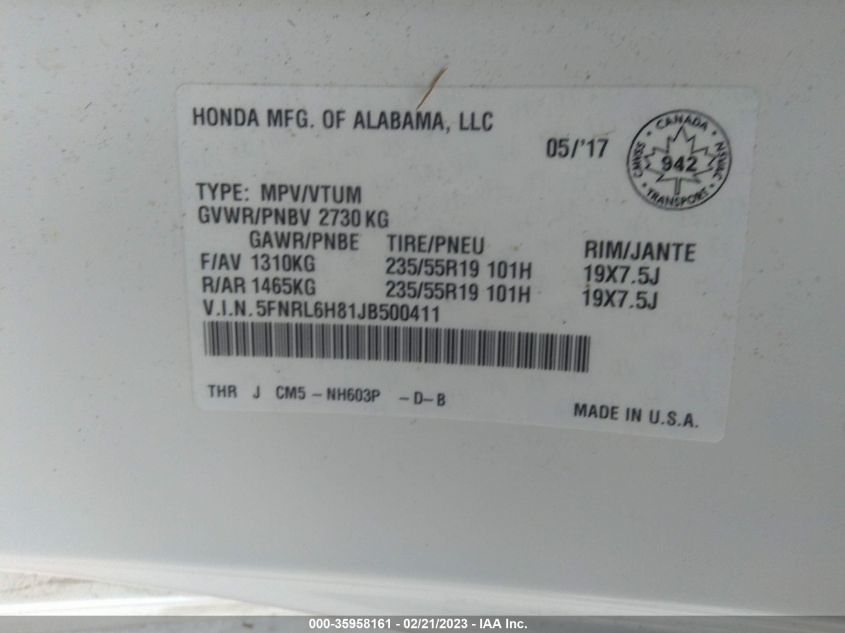 HONDA MFG. OF ALABAMA, LLC
05/'17
CANADA
CMVSS
942
NSVAC
TRANSPORT
TYPE: MPV/VTUM
GVWR/PNBV 2730 KG
GAWR/PNBE TIRE/PNEU RIM/JANTE
F/AV 1310KG 235/55R19 101H 19X7.5J
R/AR 1465KG 235/55R19 101H 19X7.5J
V.I.N. 5FNRL6H81JB500411
THR J CM5 – NH603P – D– B
MADE IN U.S.A.
000-35958161 - 02/21/2023 - IAA Inc.